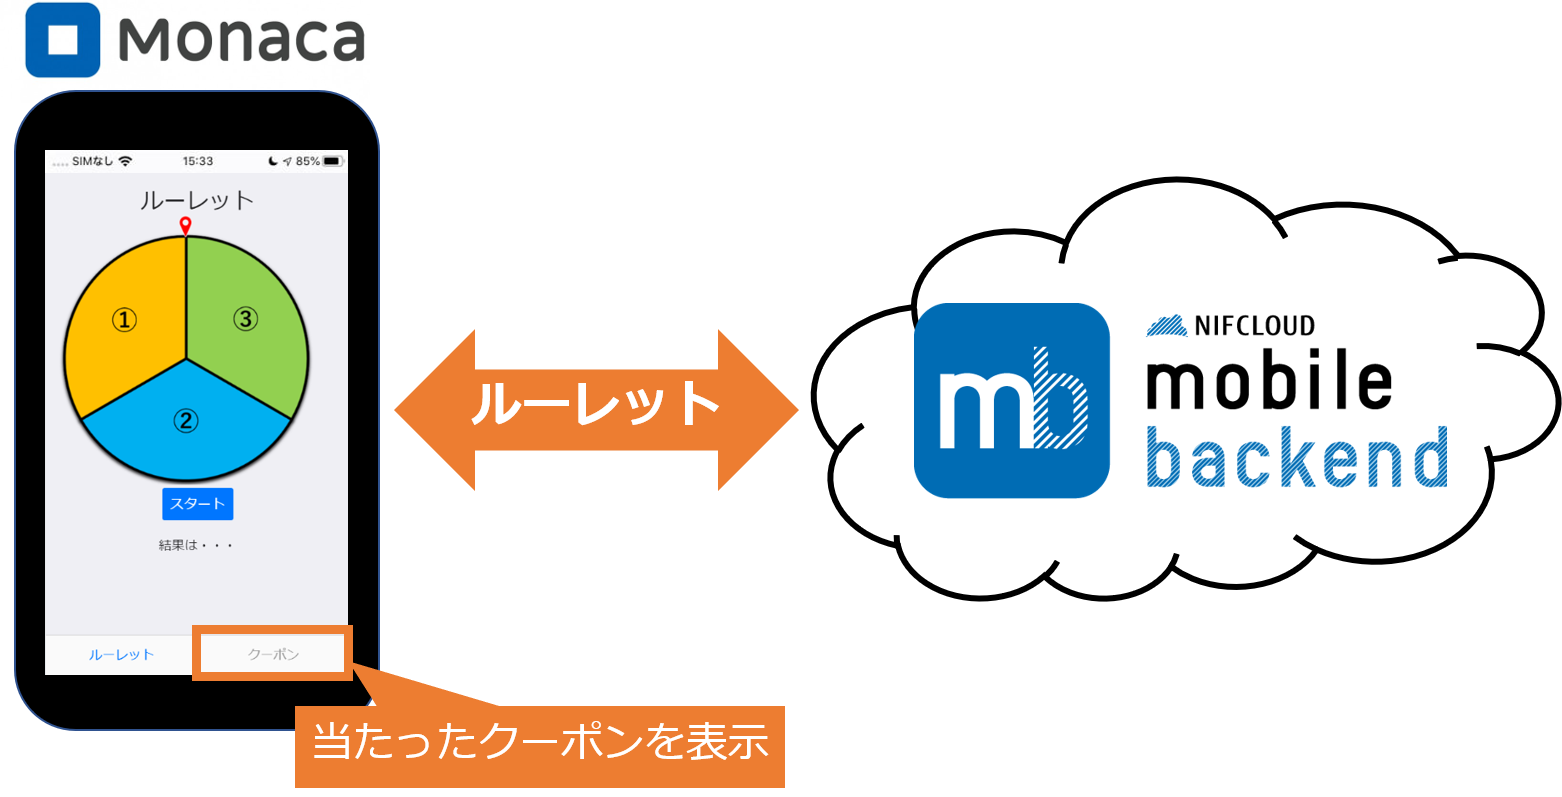 Monaca
SIMなし 15:33 85%
ルーレット
①
③
②
スタート
結果は・・・
ルーレット クーポン
当たったクーポンを表示
ルーレット
mb
NIFCLOUD
mobile
backend